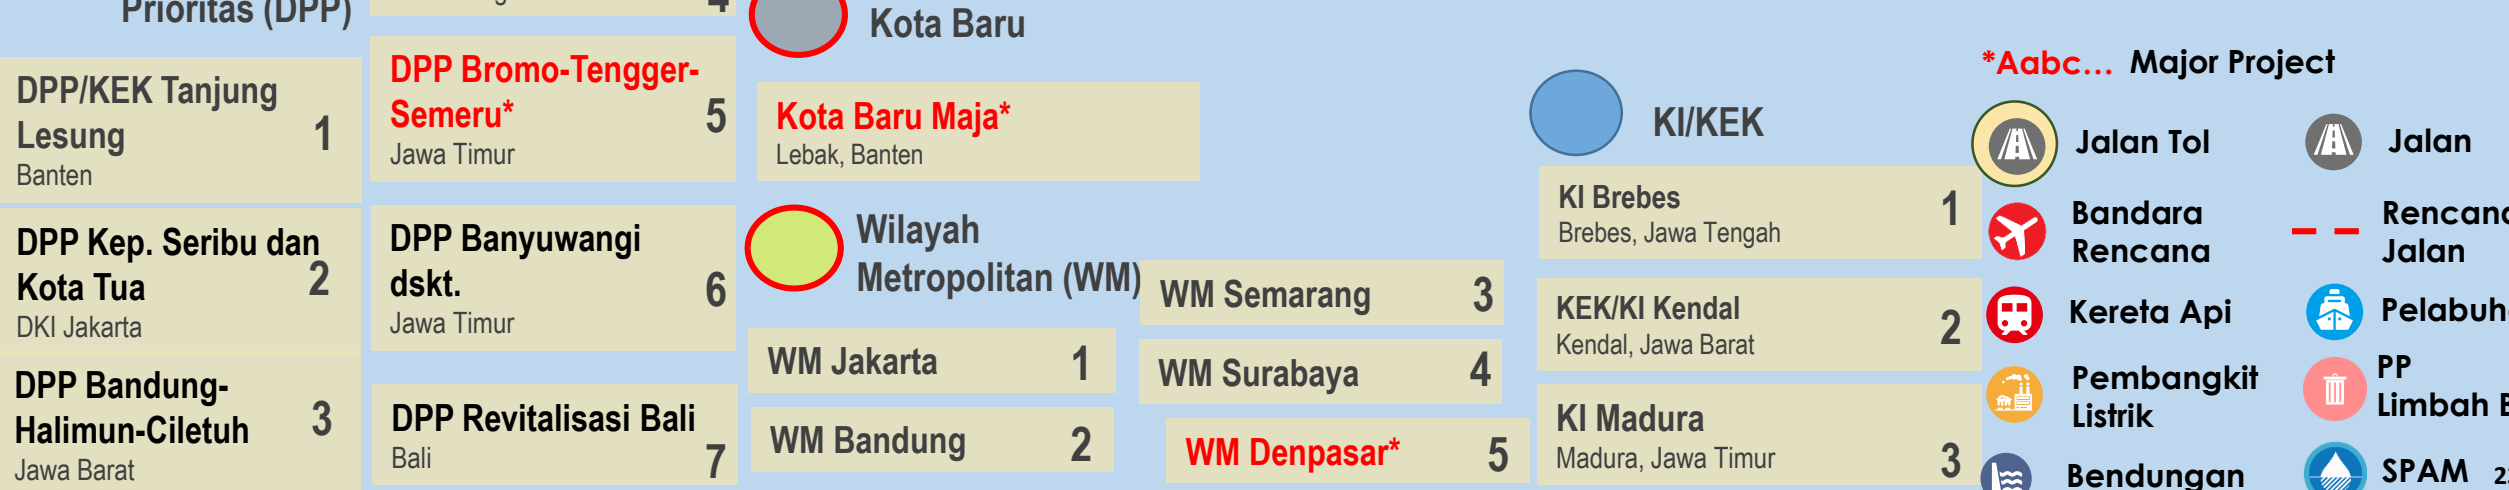 Prioritas (DPP)
DPP/KEK Tanjung
Lesung
1
Banten
DPP Kep. Seribu dan
Kota Tua
2
DKI Jakarta
DPP Bandung-
Halimun-Ciletuh
3
Jawa Barat
4
DPP Bromo-Tengger-
Semeru*
5
Jawa Timur
DPP Banyuwangi
dskt.
6
Jawa Timur
DPP Revitalisasi Bali
Bali
7
Kota Baru
Kota Baru Maja*
Lebak, Banten
Wilayah
Metropolitan (WM)
WM Jakarta 1
WM Bandung 2
WM Semarang 3
WM Surabaya 4
WM Denpasar* 5
KI/KEK
KI Brebes
1
Brebes, Jawa Tengah
KEK/KI Kendal
2
Kendal, Jawa Barat
KI Madura
Madura, Jawa Timur
3
*Aabc... Major Project
Jalan Tol
Jalan
Bandara
Rencana
Rencana
Jalan
Kereta Api
Pelabuh
Pembangkit
Listrik
PP
Limbah B
Bendungan
SPAM